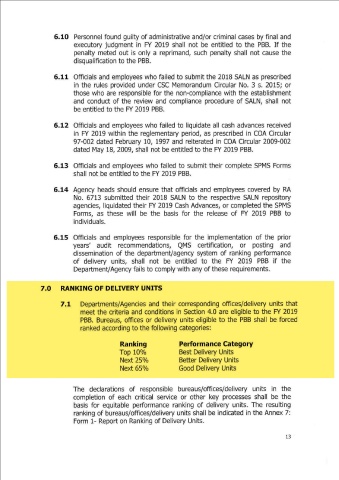 6.10 Personnel found guilty of administrative and/or criminal cases by final and
executory judgment in FY 2019 shall not be entitled to the PBB. If the
penalty meted out is only a reprimand, such penalty shall not cause the
disqualification to the PBB.
6.11 Officials and employees who failed to submit the 2018 SALN as prescribed
in the rules provided under CSC Memorandum Circular No. 3 s. 2015; or
those who are responsible for the non-compliance with the establishment
and conduct of the review and compliance procedure of SALN, shall not
be entitled to the FY 2019 PBB.
6.12 Officials and employees who failed to liquidate all cash advances received
in FY 2019 within the reglementary period, as prescribed in COA Circular
97-002 dated February 10, 1997 and reiterated in COA Circular 2009-002
dated May 18, 2009, shall not be entitled to the FY 2019 PBB.
6.13 Officials and employees who failed to submit their complete SPMS Forms
shall not be entitled to the FY 2019 PBB.
6.14 Agency heads should ensure that officials and employees covered by RA
No. 6713 submitted their 2018 SALN to the respective SALN repository
agencies, liquidated their FY 2019 Cash Advances, or completed the SPMS
Forms, as these will be the basis for the release of FY 2019 PBB to
individuals.
6.15 Officials and employees responsible for the implementation of the prior
years' audit recommendations, QMS certification, or posting and
dissemination of the department/agency system of ranking performance
of delivery units, shall not be entitled to the FY 2019 PBB if the
Department/Agency fails to comply with any of these requirements.
7.0 RANKING OF DELIVERY UNITS
7.1 Departments/Agencies and their corresponding offices/delivery units that
meet the criteria and conditions in Section 4.0 are eligible to the FY 2019
PBB. Bureaus, offices or delivery units eligible to the PBB shall be forced
ranked according to the following categories:
Ranking Performance Category
Top 10% Best Delivery Units
Next 25% Better Delivery Units
Next 65% Good Delivery Units
The declarations of responsible bureaus/offices/delivery units in the
completion of each critical service or other key processes shall be the
basis for equitable performance ranking of delivery units. The resulting
ranking of bureaus/offices/delivery units shall be indicated in the Annex 7:
Form 1- Report on Ranking of Delivery Units.
13